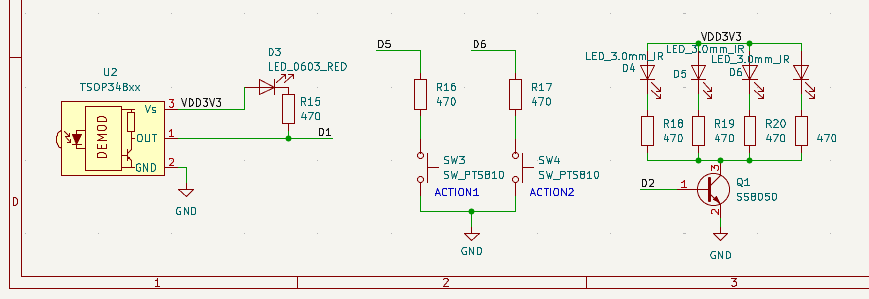 U2
TSOP348xx
DEMOD
Vs
OUT
GND
3
1
2
VDD3V3
GND
D3
LED_0603_RED
R15
470
D1
D5
R16
470
SW3
SW_PTS810
ACTION1
D6
R17
470
SW4
SW_PTS810
ACTION2
GND
VDD3V3
LED_3.0mm_IR
D4
LED_3.0mm_IR
D5
LED_3.0mm_IR
D6
R18
470
R19
470
R20
470
470
D2
1
3
2
Q1
SS8050
GND
D
1
2
3